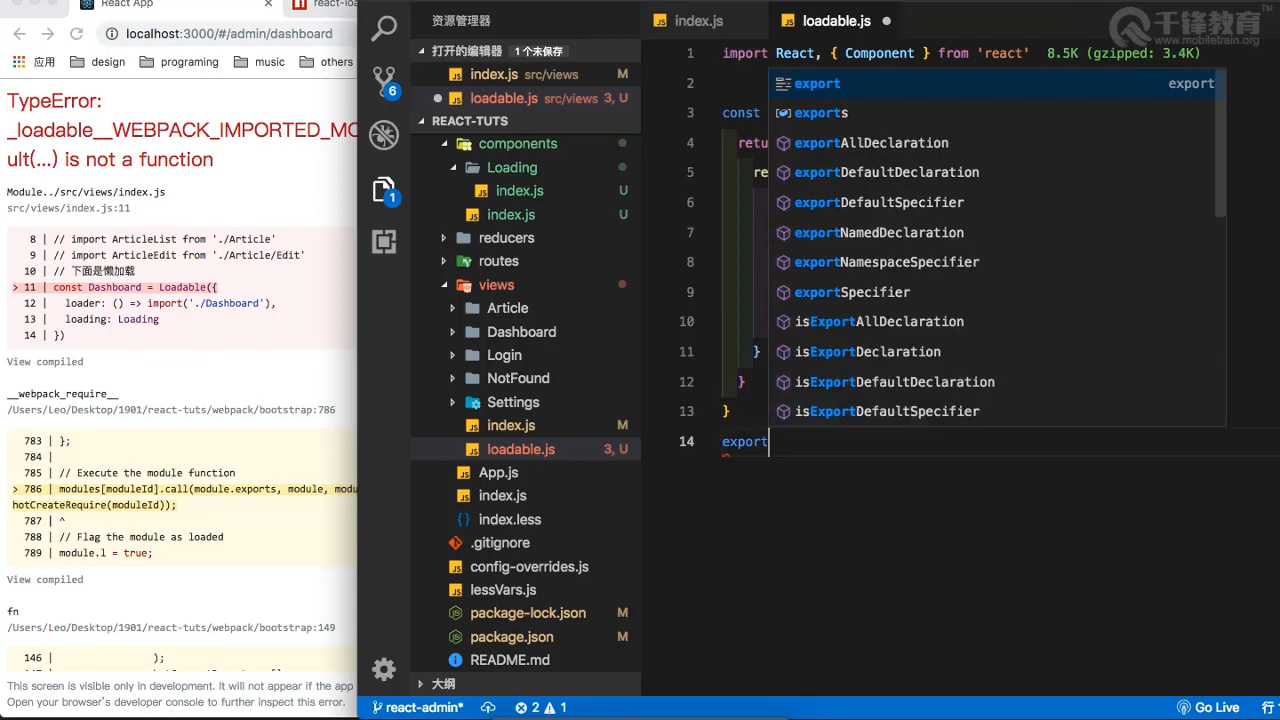 React App
react-loa
localhost:3000/#/admin/dashboard
应用
design
programing
music
others
TypeError:
_loadable__WEBPACK_IMPORTED_MO
ult(...) is not a function
Module../src/views/index.js
src/views/index.js:11
8 | // import ArticleList from './Article'
9 | // import ArticleEdit from './Article/Edit'
10 | // 下面是懒加载
> 11 | const Dashboard = Loadable({
12 | loader: () => import('./Dashboard'),
13 | loading: Loading
14 | })
View compiled
__webpack_require__
/Users/Leo/Desktop/1901/react-tuts/webpack/bootstrap:786
783 | };
784 |
785 | // Execute the module function
> 786 | modules[moduleId].call(module.exports, module, modu
hotCreateRequire(moduleId));
787 | ^
788 | // Flag the module as loaded
789 | module.l = true;
View compiled
fn
/Users/Leo/Desktop/1901/react-tuts/webpack/bootstrap:149
146 | );
This screen is visible only in development. It will not appear if the app
Open your browser's developer console to further inspect this error.
6
1
资源管理器
打开的编辑器 1 个未保存
index.js src/views M
loadable.js src/views 3, U
REACT-TUTS
components
Loading
index.js U
index.js U
reducers
routes
views
Article
Dashboard
Login
NotFound
Settings
index.js M
loadable.js 3, U
App.js
index.js
index.less
.gitignore
config-overrides.js
lessVars.js
package-lock.json M
package.json M
README.md
大纲
index.js
loadable.js
千锋教育
www.mobiletrain.org
TM
1 import React, { Component } from 'react' 8.5K (gzipped: 3.4K)
2
3 const
4 retu
5 re
6
7
8
9
10
11 }
12 }
13 }
14 export
export export
exports
exportAllDeclaration
exportDefaultDeclaration
exportDefaultSpecifier
exportNamedDeclaration
exportNamespaceSpecifier
exportSpecifier
isExportAllDeclaration
isExportDeclaration
isExportDefaultDeclaration
isExportDefaultSpecifier
react-admin*
2
1
Go Live
行